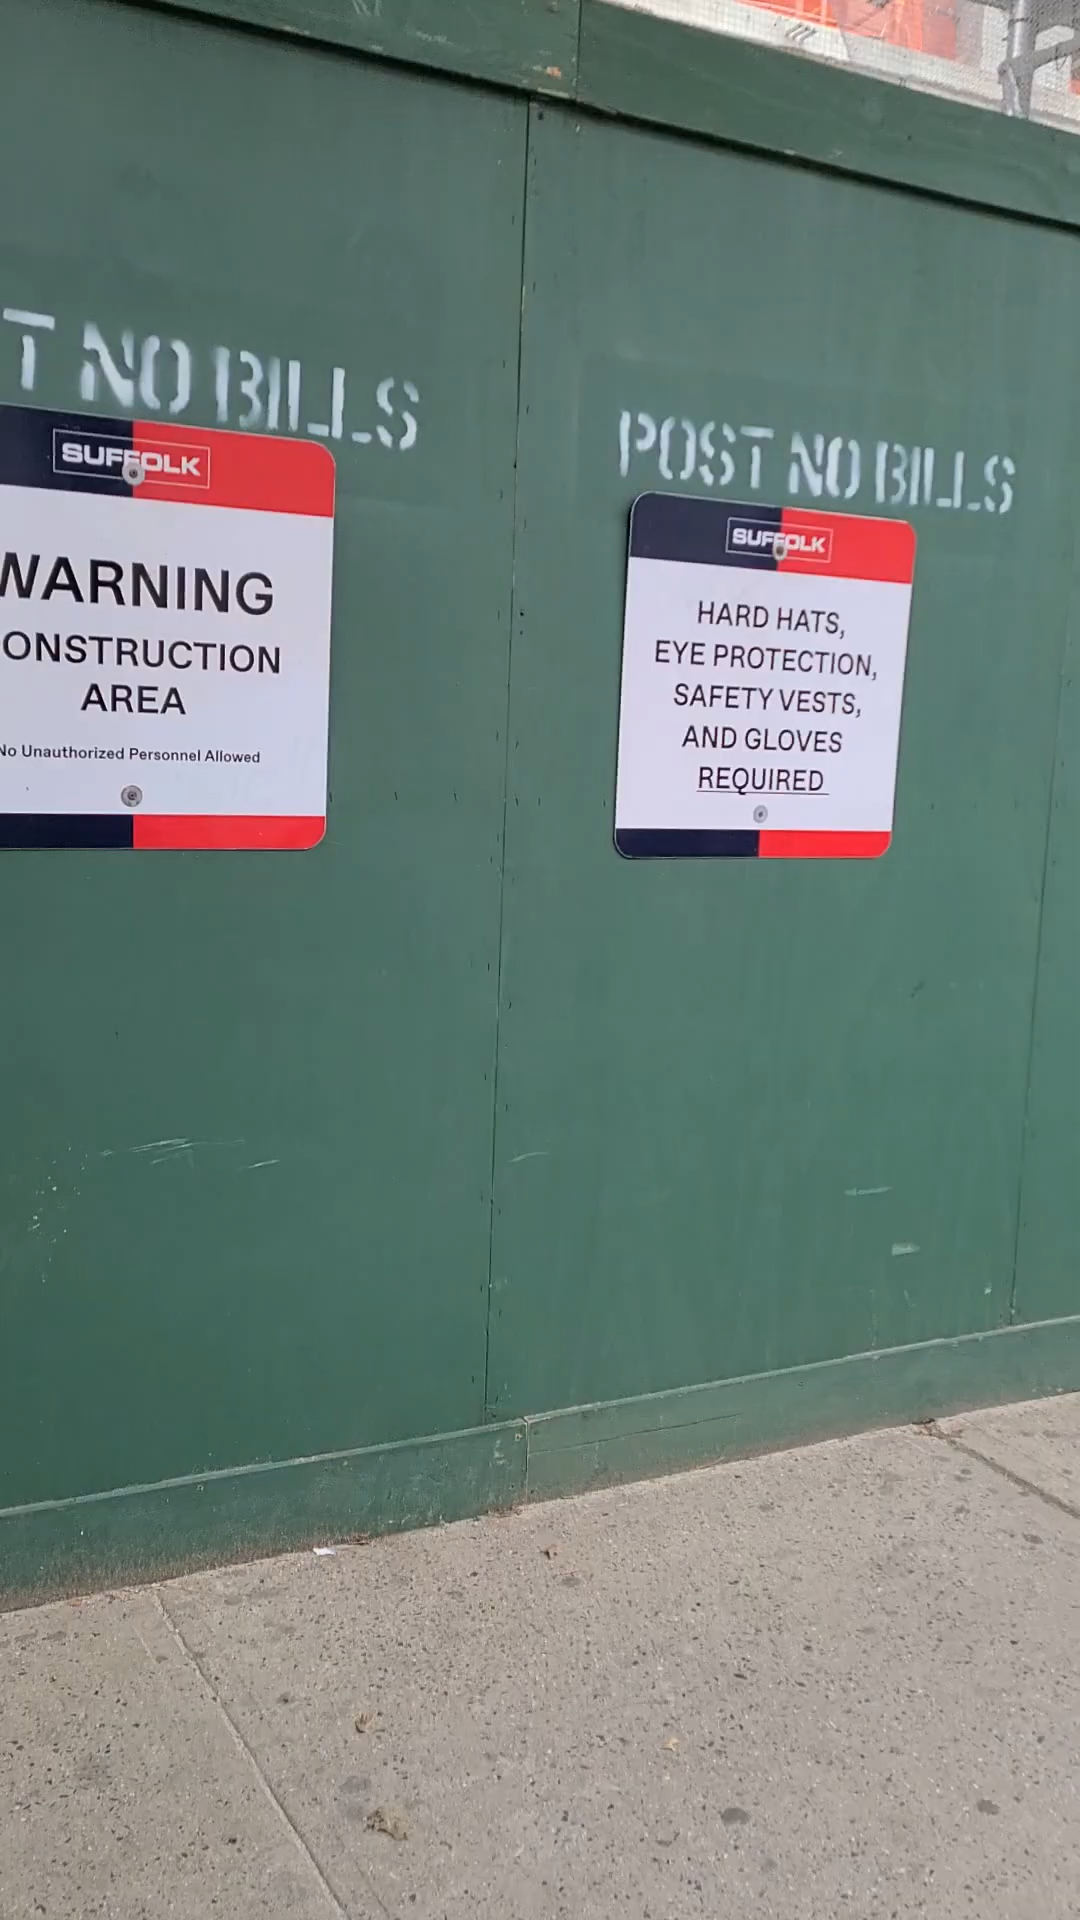 T NO BILLS
SUFFOLK
WARNING
ONSTRUCTION
AREA
No Unauthorized Personnel Allowed
POST NO BILLS
SUFFOLK
HARD HATS,
EYE PROTECTION,
SAFETY VESTS,
AND GLOVES
REQUIRED